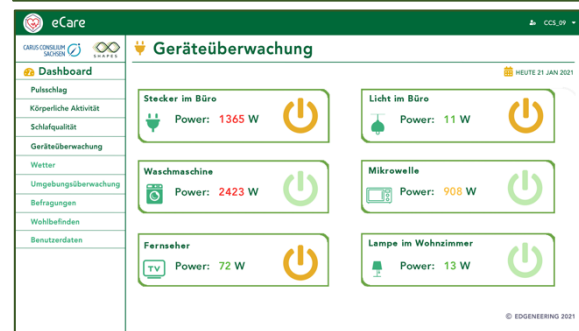 eCare
CCS_09
CARUS CONSILIUM
SACHSEN
SHAPES
Geräteüberwachung
Dashboard
HEUTE 21 JAN 2021
Pulsschlag
Körperliche Aktivität
Schlafqualität
Geräteüberwachung
Wetter
Umgebungsüberwachung
Befragungen
Wohlbefinden
Benutzerdaten
Stecker im Büro
Power: 1365 W
Licht im Büro
Power: 11 W
Waschmaschine
Power: 2423 W
Mikrowelle
Power: 908 W
Fernseher
TV
Power: 72 W
Lampe im Wohnzimmer
Power: 13 W
© EDGENEERING 2021